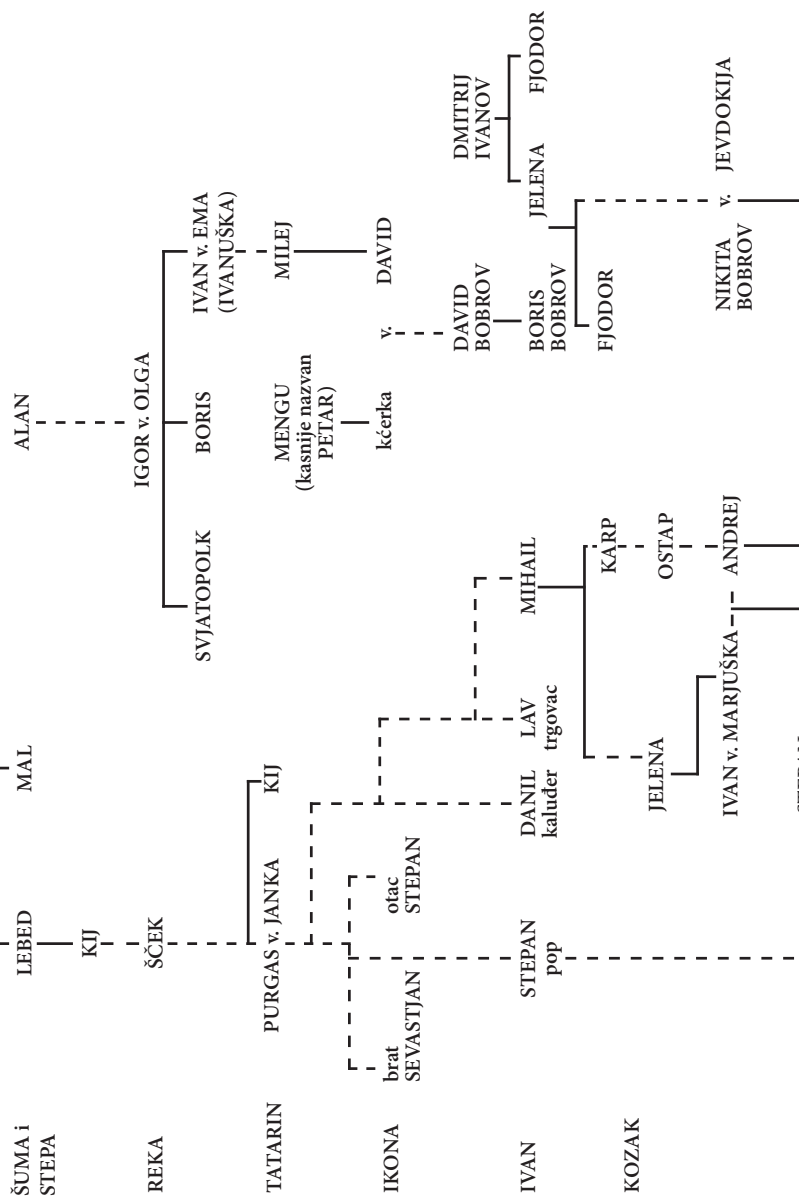 ŠUMA i
STEPA
LEBED
MAL
ALAN
KIJ
REKA
ŠČEK
IGOR v. OLGA
SVJATOPOLK
BORIS
IVAN v. EMA
(IVANUŠKA)
TATARIN
PURGAS v. JANKA
KIJ
MENGU
(kasnije nazvan
PETAR)
MILEJ
IKONA
brat
SEVASTJAN
otac
STEPAN
kćerka
v.
DAVID
DAVID
BOBROV
DMITRIJ
IVANOV
IVAN
STEPAN
pop
DANIL
kaluđer
LAV
trgovac
MIHAIL
BORIS
BOBROV
JELENA
FJODOR
KOZAK
KARP
FJODOR
JELENA
OSTAP
IVAN v. MARJUŠKA
ANDREJ
NIKITA
BOBROV
v.
JEVDOKIJA